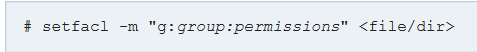 # setfacl -m "g:group:permissions" <file/dir>